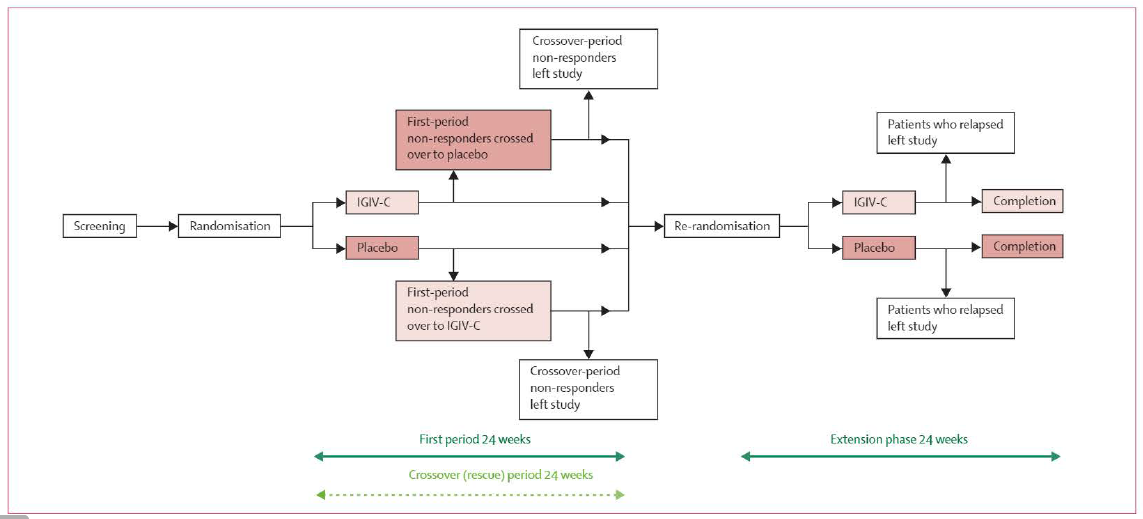 Crossover-period
non-responders
left study
First-period
non-responders crossed
over to placebo
Patients who relapsed
left study
IGIV-C
IGIV-C
Completion
Screening
Randomisation
Re-randomisation
Placebo
Placebo
Completion
First-period
non-responders crossed
over to IGIV-C
Patients who relapsed
left study
Crossover-period
non-responders
left study
First period 24 weeks
Extension phase 24 weeks
Crossover (rescue) period 24 weeks